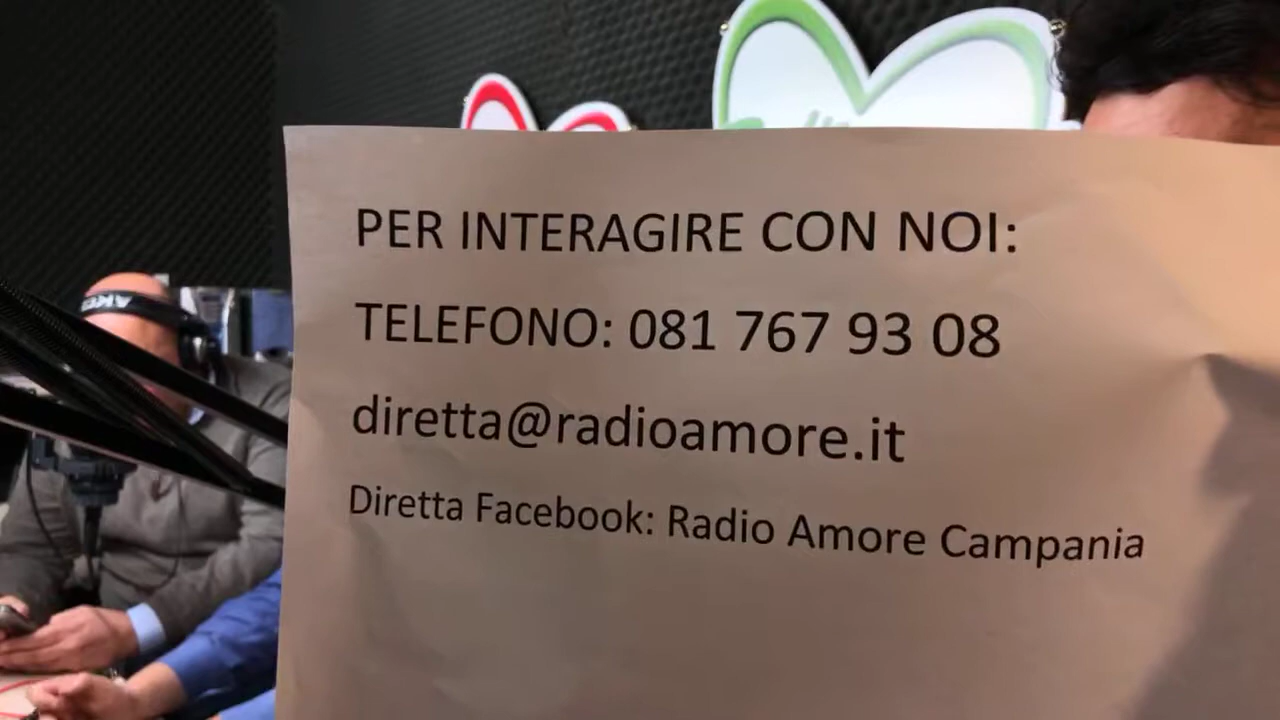 PER INTERAGIRE CON NOI:
TELEFONO: 081 767 93 08
diretta@radioamore.it
Diretta Facebook: Radio Amore Campania